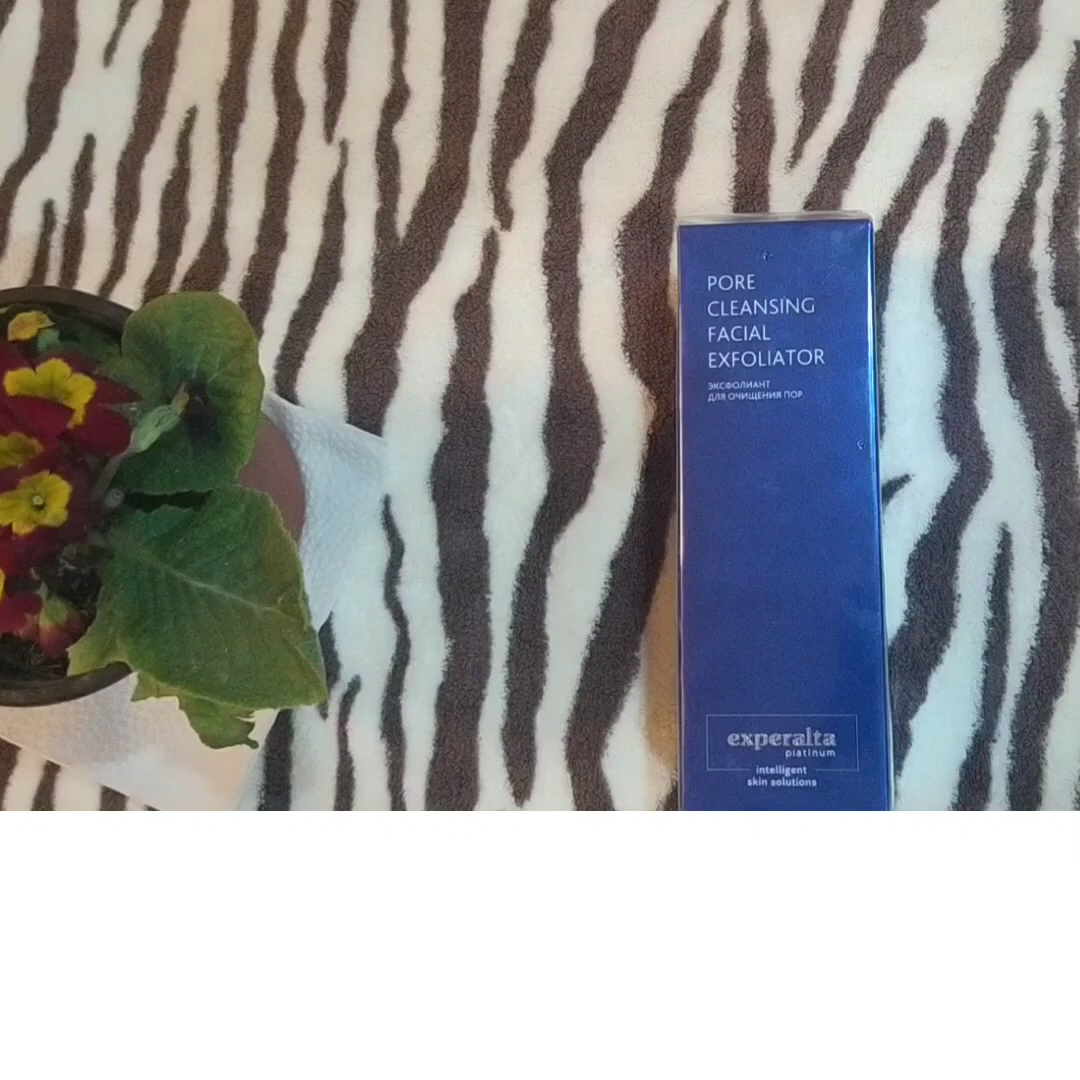 PORE
CLEANSING
FACIAL
EXFOLIATOR
ЭКСФОЛИАНТ
ДЛЯ ОЧИЩЕНИЯ ПОР
experalta
platinum
intelligent
skin solutions